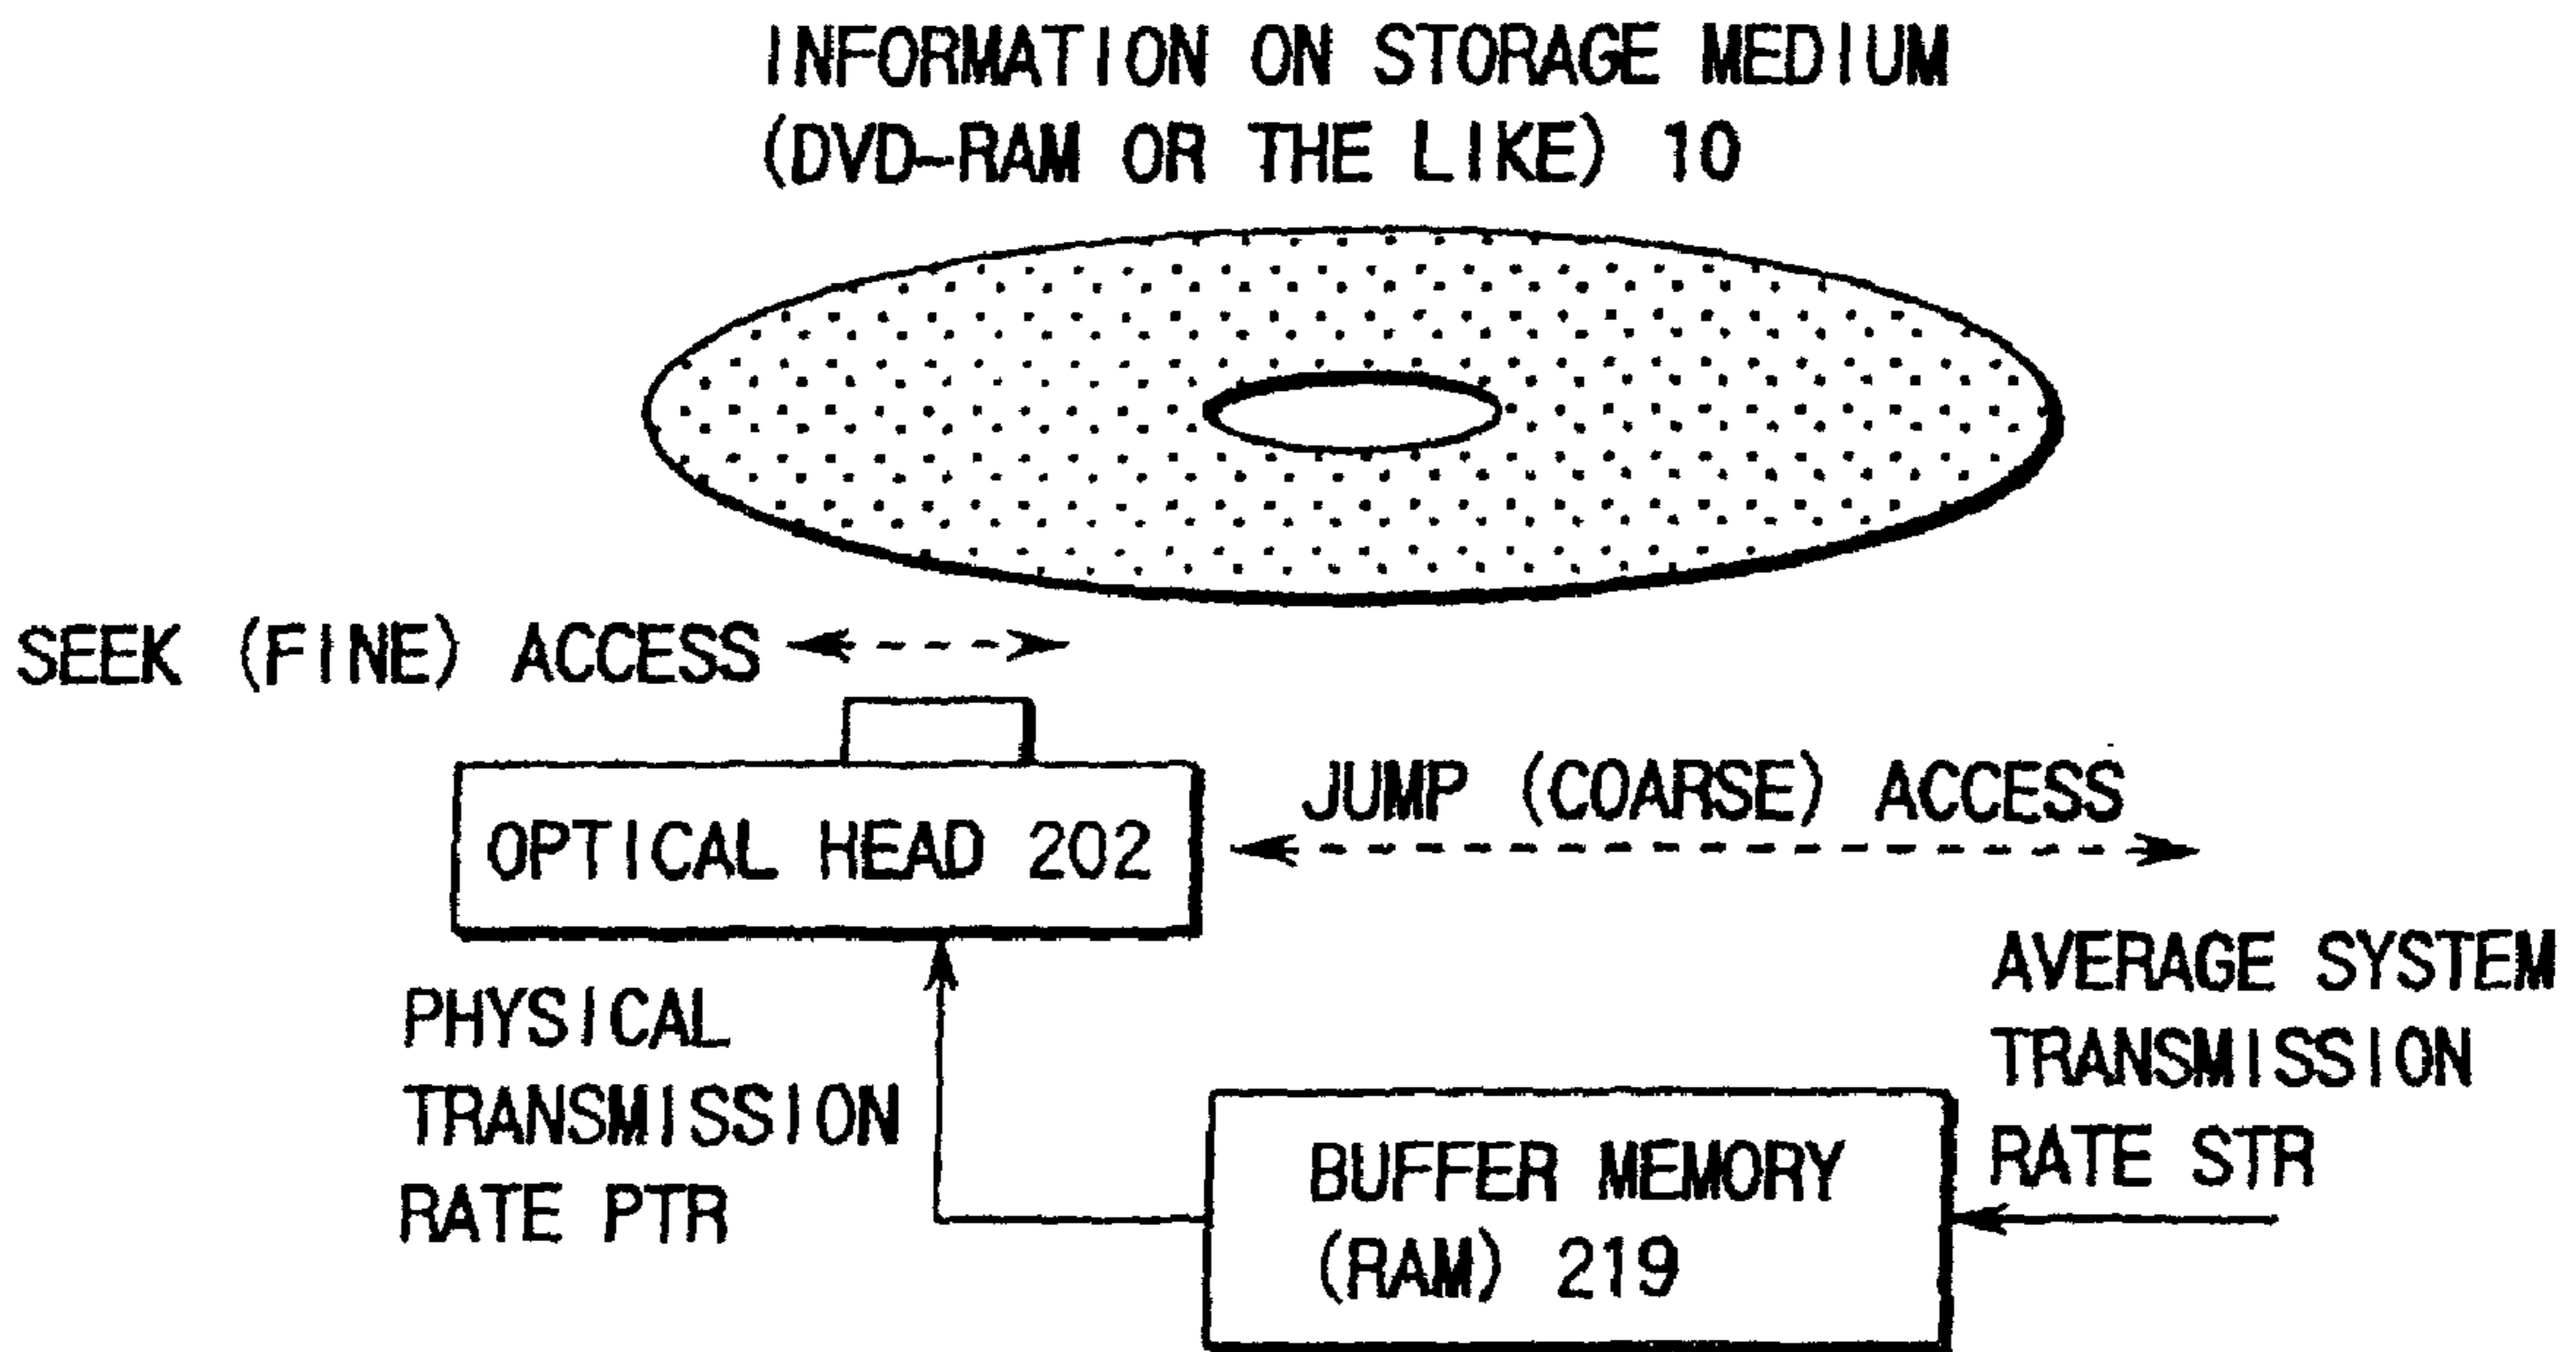 INFORMATION ON STORAGE MEDIUM
(DVD-RAM OR THE LIKE) 10
SEEK (FINE) ACCESS
OPTICAL HEAD 202
JUMP (COARSE) ACCESS
PHYSICAL
TRANSMISSION
RATE PTR
AVERAGE SYSTEM
TRANSMISSION
RATE STR
BUFFER MEMORY
(RAM) 219